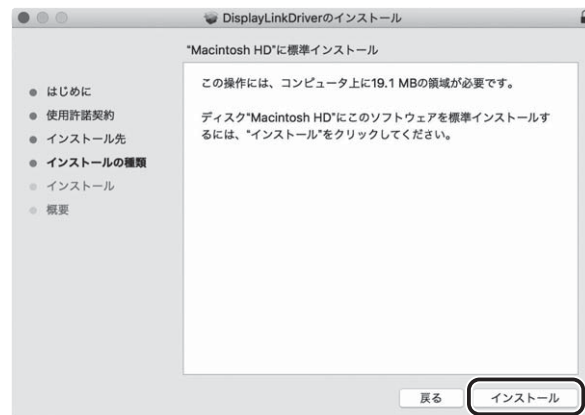 DisplayLinkDriverのインストール
"Macintosh HD"に標準インストール
はじめに
使用許諾契約
インストール先
インストールの種類
インストール
概要
この操作には、コンピュータ上に19.1 MBの領域が必要です。
ディスク"Macintosh HD"にこのソフトウェアを標準インストールす
るには、"インストール"をクリックしてください。
戻る
インストール